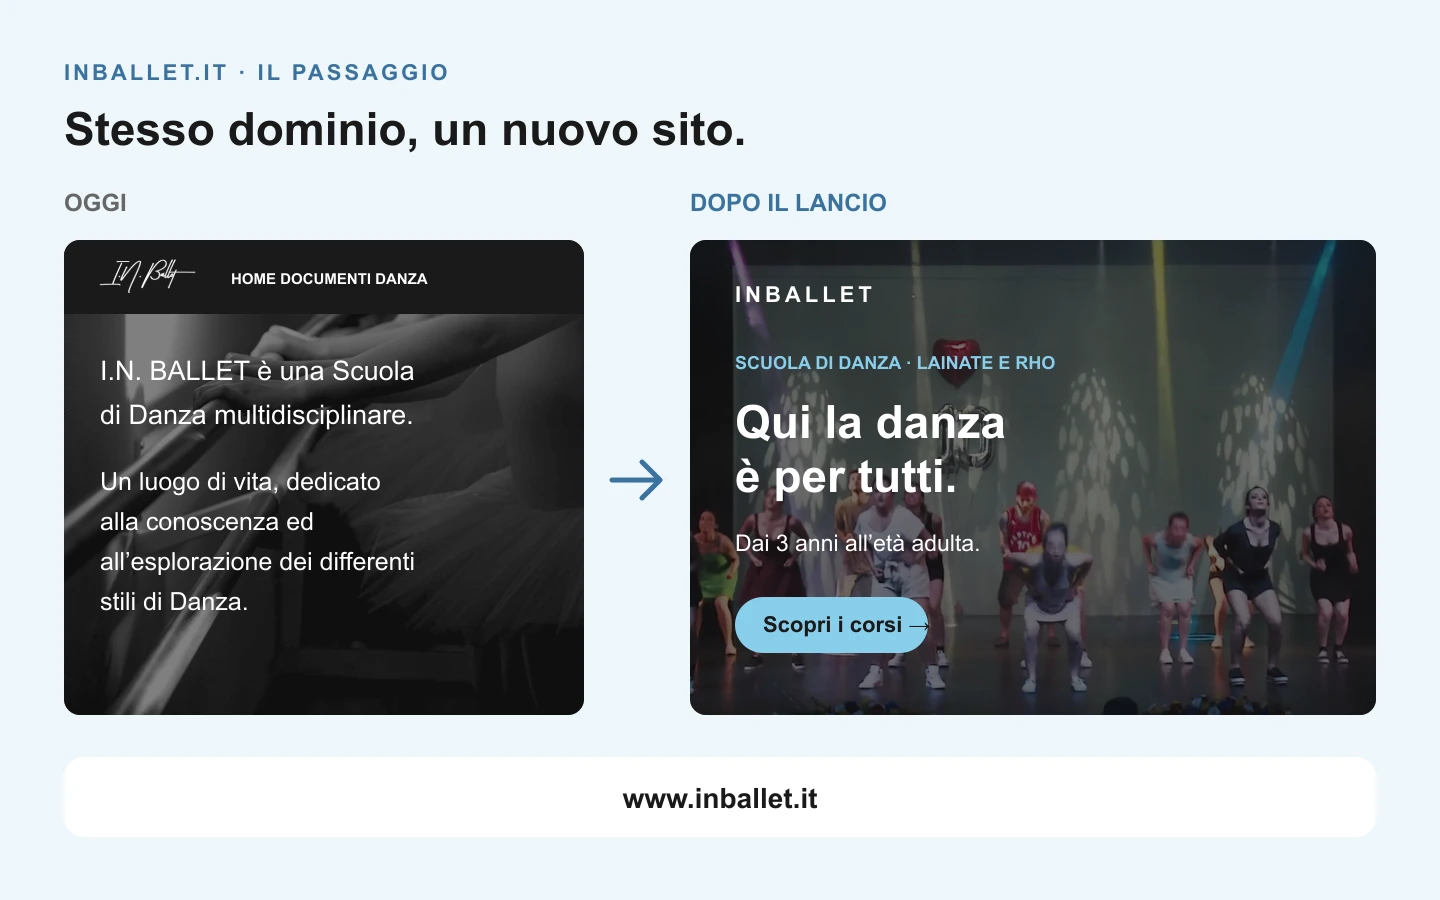 INBALLET.IT · IL PASSAGGIO
Stesso dominio, un nuovo sito.
OGGI
I.N. Ballet
HOME DOCUMENTI DANZA
I.N. BALLET è una Scuola
di Danza multidisciplinare.
Un luogo di vita, dedicato
alla conoscenza ed
all’esplorazione dei differenti
stili di Danza.
DOPO IL LANCIO
INBALLET
SCUOLA DI DANZA · LAINATE E RHO
Qui la danza
è per tutti.
Dai 3 anni all’età adulta.
Scopri i corsi →
www.inballet.it